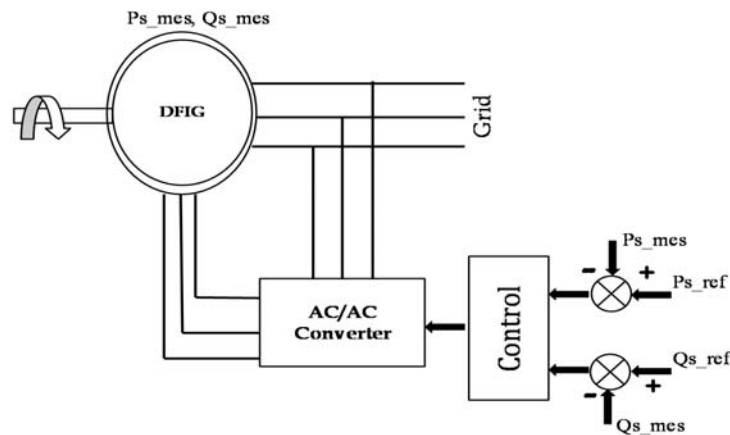 Ps_mes, Qs_mes
DFIG
Grid
Ps_mes
-
+
Ps_ref
AC/AC
Converter
Control
Qs_ref
+
-
Qs_mes